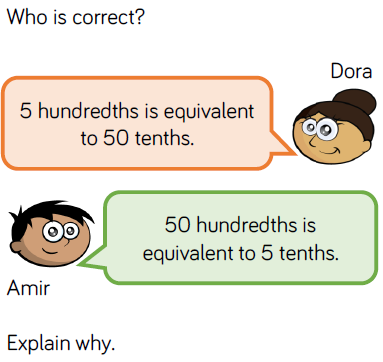 Who is correct?
Dora
5 hundredths is equivalent
to 50 tenths.
50 hundredths is
equivalent to 5 tenths.
Amir
Explain why.